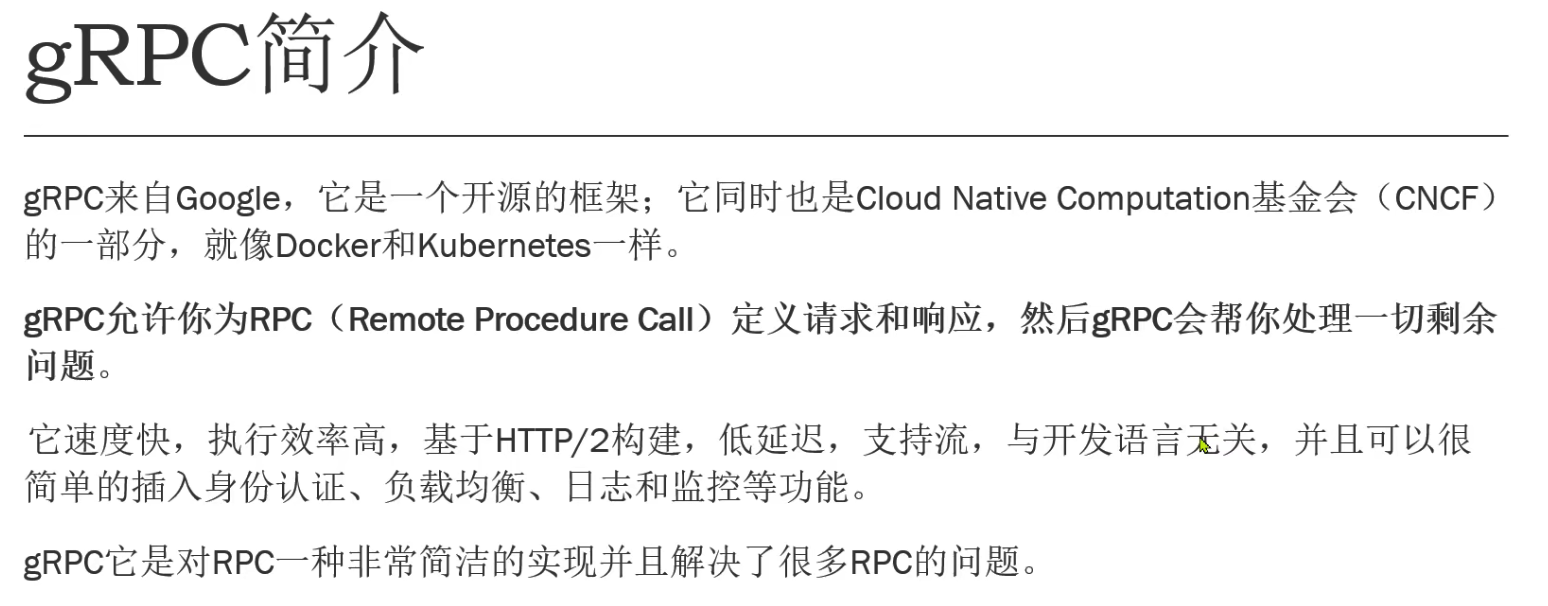 gRPC简介
gRPC来自Google，它是一个开源的框架；它同时也是Cloud Native Computation基金会（CNCF）
的一部分，就像Docker和Kubernetes一样。
gRPC允许你为RPC（Remote Procedure Call）定义请求和响应，然后gRPC会帮你处理一切剩余
问题。
它速度快，执行效率高，基于HTTP/2构建，低延迟，支持流，与开发语言无关，并且可以很
简单的插入身份认证、负载均衡、日志和监控等功能。
gRPC它是对RPC一种非常简洁的实现并且解决了很多RPC的问题。